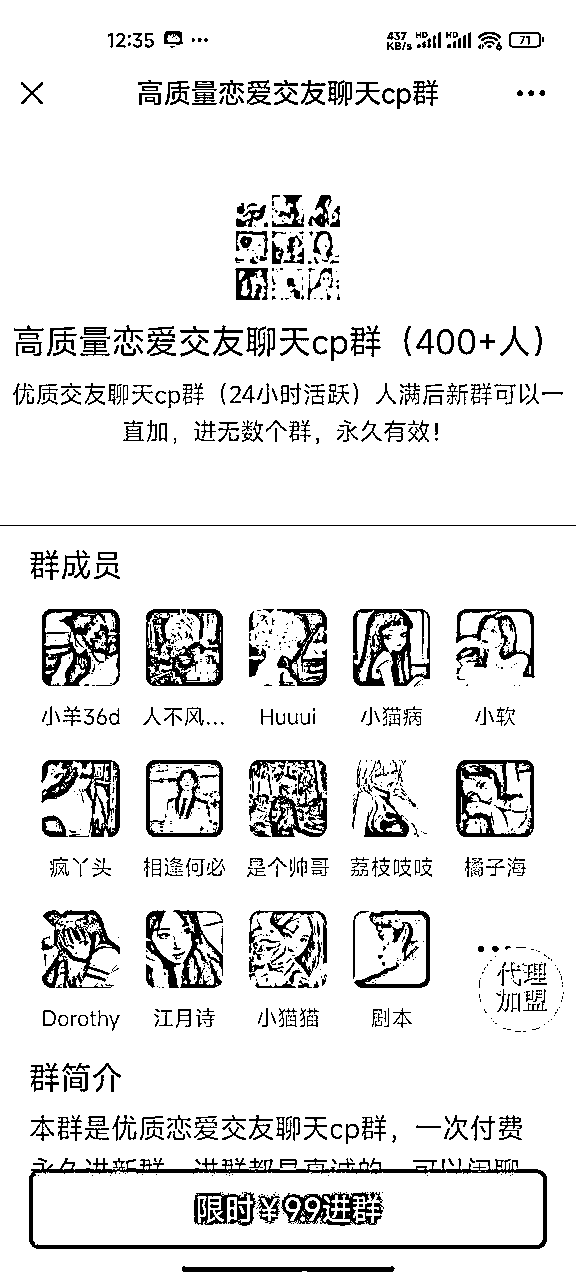 12:35
437 KB/s HD HD 71
高质量恋爱交友聊天cp群
高质量恋爱交友聊天cp群（400+人）
优质交友聊天cp群（24小时活跃）人满后新群可以一
直加，进无数个群，永久有效！
群成员
小羊36d 人不风... Huuui 小猫病 小软
疯丫头 相逢何必 是个帅哥 荔枝吱吱 橘子海
Dorothy 江月诗 小猫猫 剧本
代理
加盟
群简介
本群是优质恋爱交友聊天cp群，一次付费
永久进新群，进群都是真诚的，可以闲聊
限时￥99进群